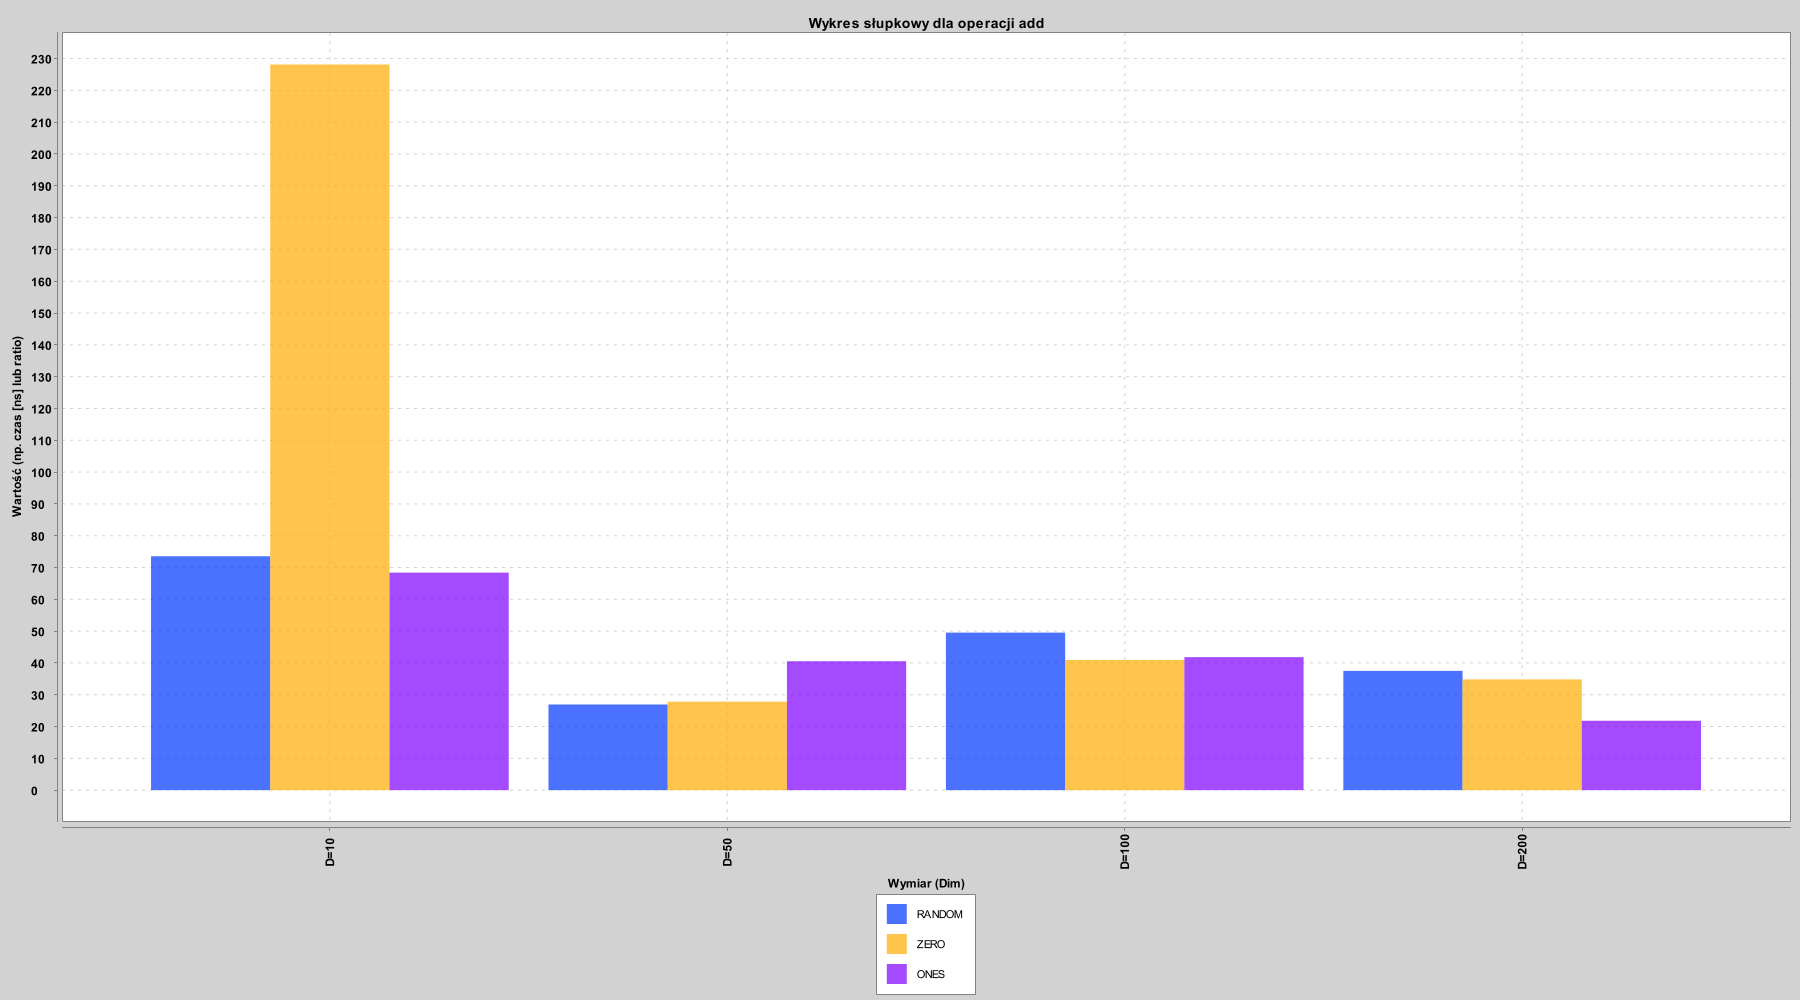 Wykres słupkowy dla operacji add
Wartość (np. czas [ns] lub ratio)
230
220
210
200
190
180
170
160
150
140
130
120
110
100
90
80
70
60
50
40
30
20
10
0
D=10
D=50
D=100
D=200
Wymiar (Dim)
RANDOM
ZERO
ONES